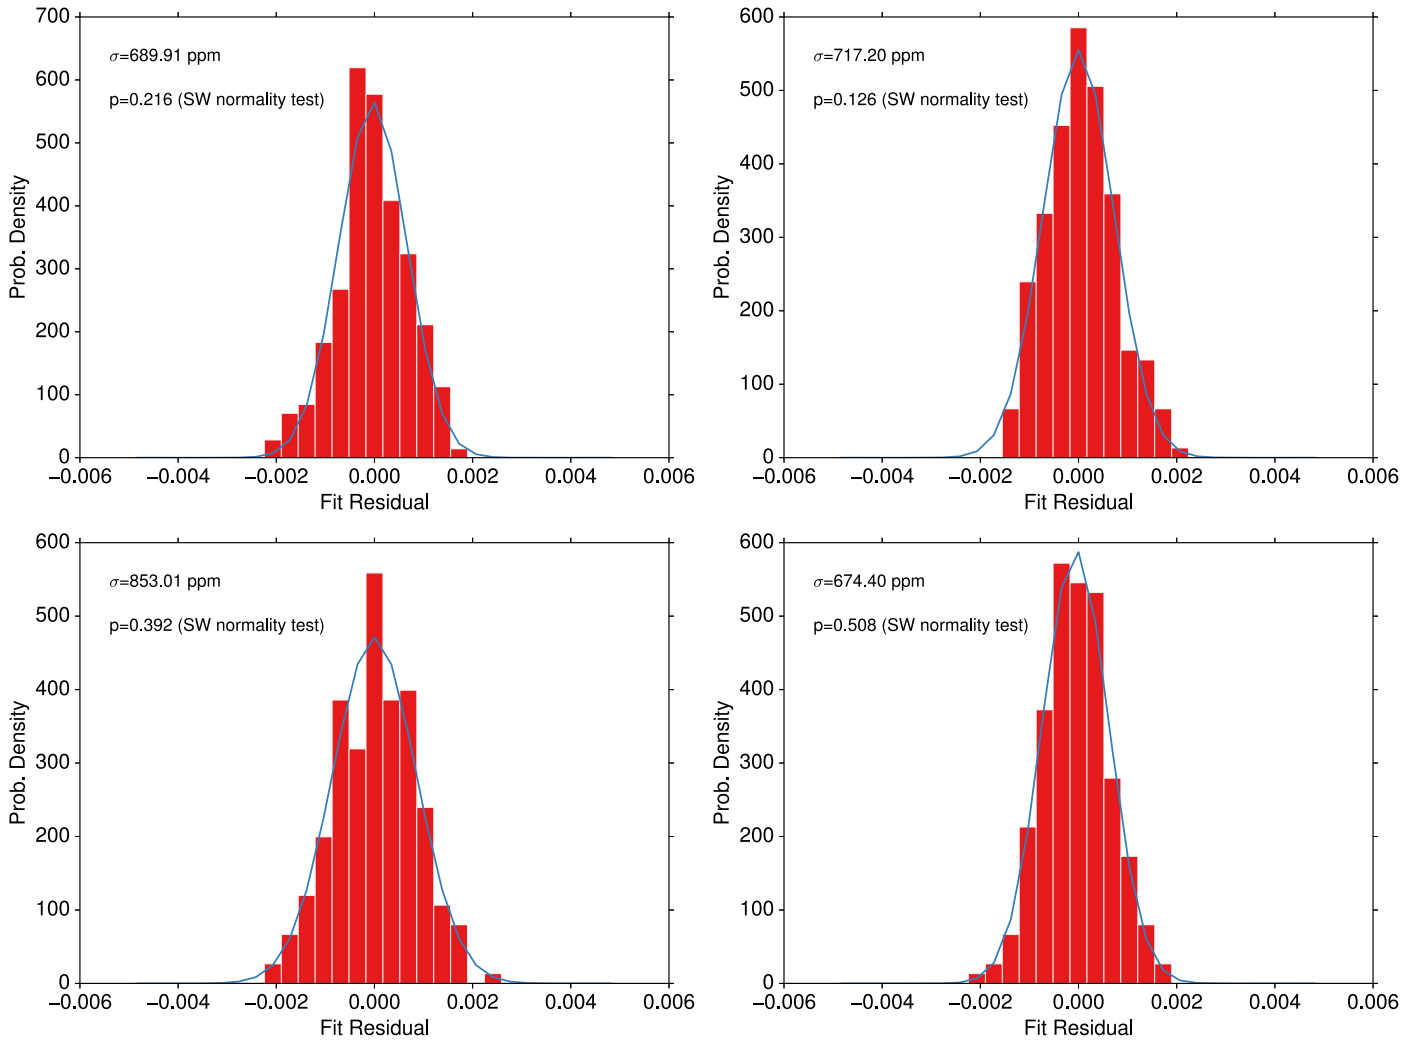 700
600
500
400
300
200
100
0
Prob. Density
σ=689.91 ppm
p=0.216 (SW normality test)
−0.006 −0.004 −0.002 0.000 0.002 0.004 0.006
Fit Residual
600
500
400
300
200
100
0
Prob. Density
σ=717.20 ppm
p=0.126 (SW normality test)
−0.006 −0.004 −0.002 0.000 0.002 0.004 0.006
Fit Residual
600
500
400
300
200
100
0
Prob. Density
σ=853.01 ppm
p=0.392 (SW normality test)
−0.006 −0.004 −0.002 0.000 0.002 0.004 0.006
Fit Residual
600
500
400
300
200
100
0
Prob. Density
σ=674.40 ppm
p=0.508 (SW normality test)
−0.006 −0.004 −0.002 0.000 0.002 0.004 0.006
Fit Residual